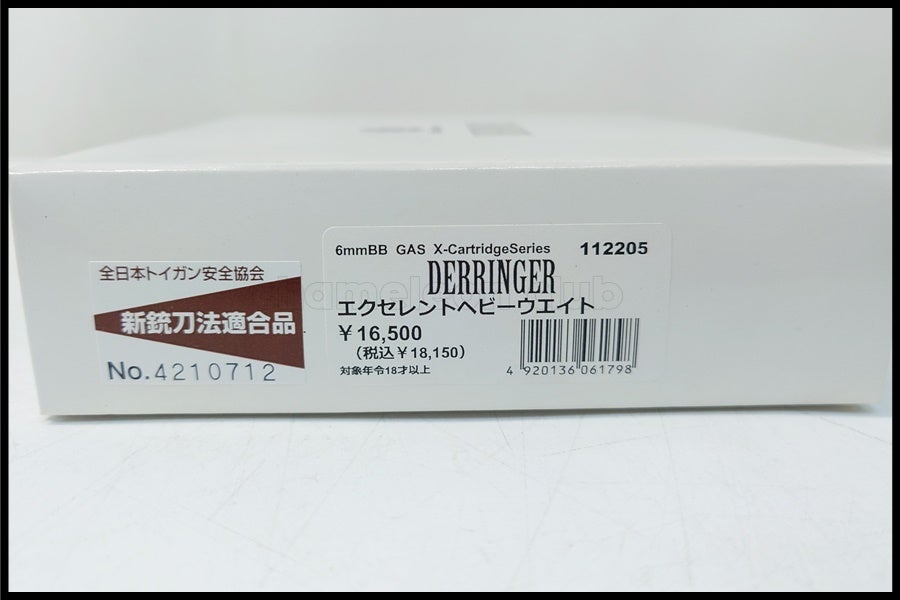 全日本トイガン安全協会
新銃刀法適合品
No.4210712
6mmBB GAS X-CartridgeSeries 112205
DERRINGER
エクセレントヘビーウエイト
￥16,500
（税込￥18,150）
対象年令18才以上
4 920136 061798